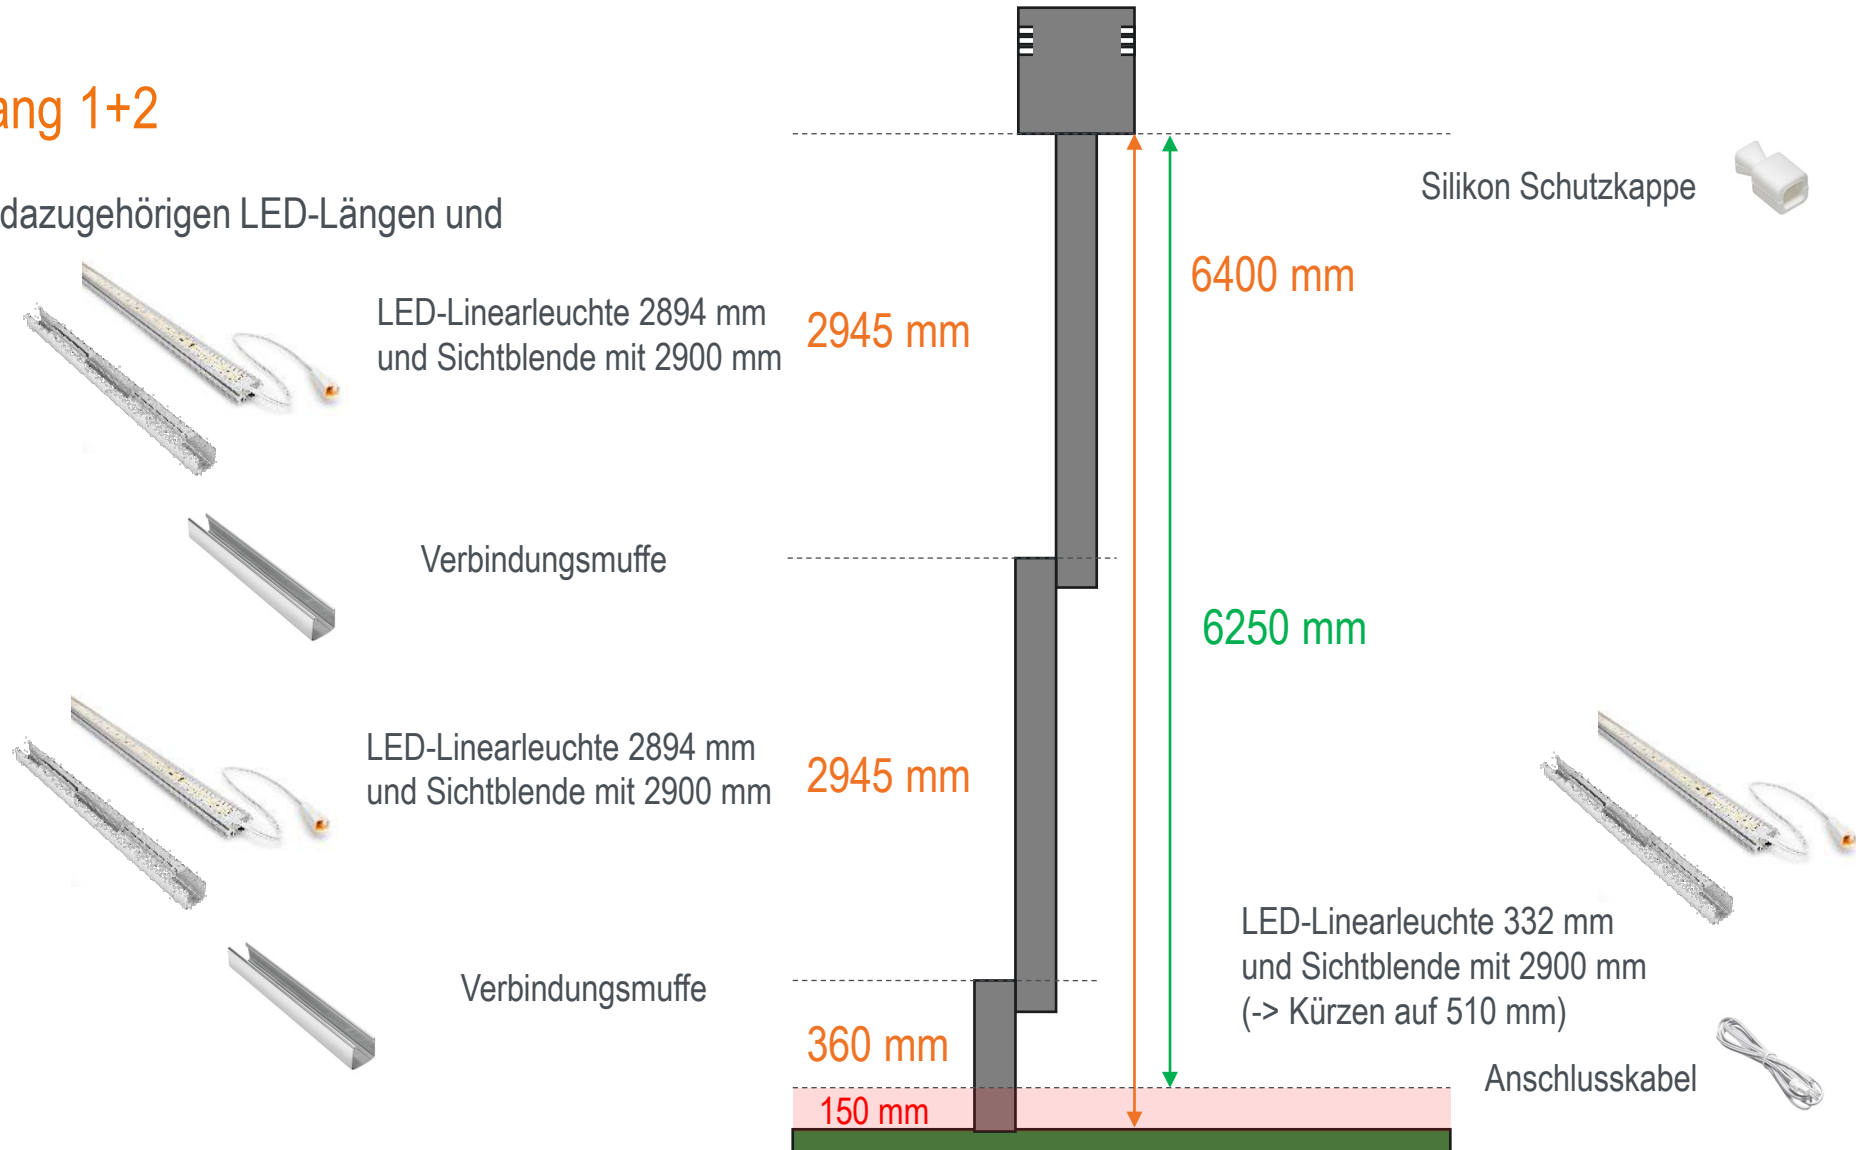 ang 1+2
dazugehörigen LED-Längen und
LED-Linearleuchte 2894 mm
und Sichtblende mit 2900 mm
2945 mm
Verbindungsmuffe
LED-Linearleuchte 2894 mm
und Sichtblende mit 2900 mm
2945 mm
Verbindungsmuffe
360 mm
150 mm
6400 mm
6250 mm
Silikon Schutzkappe
LED-Linearleuchte 332 mm
und Sichtblende mit 2900 mm
(-> Kürzen auf 510 mm)
Anschlusskabel